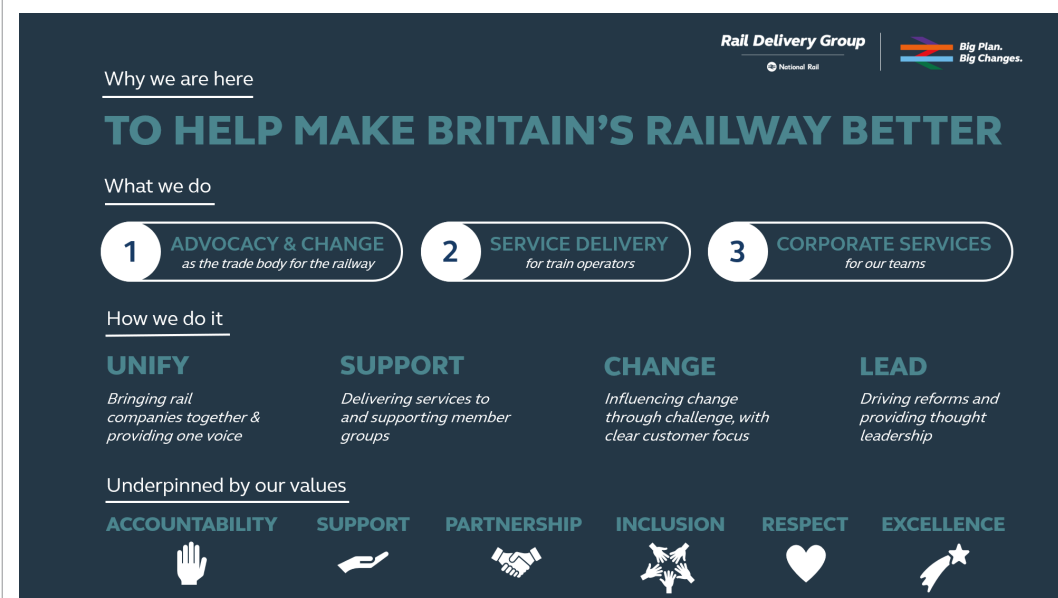 Rail Delivery Group
National Rail
Big Plan.
Big Changes.
Why we are here
TO HELP MAKE BRITAIN'S RAILWAY BETTER
What we do
1
ADVOCACY & CHANGE
as the trade body for the railway
2
SERVICE DELIVERY
for train operators
3
CORPORATE SERVICES
for our teams
How we do it
UNIFY
Bringing rail
companies together &
providing one voice
SUPPORT
Delivering services to
and supporting member
groups
CHANGE
Influencing change
through challenge, with
clear customer focus
LEAD
Driving reforms and
providing thought
leadership
Underpinned by our values
ACCOUNTABILITY
SUPPORT
PARTNERSHIP
INCLUSION
RESPECT
EXCELLENCE